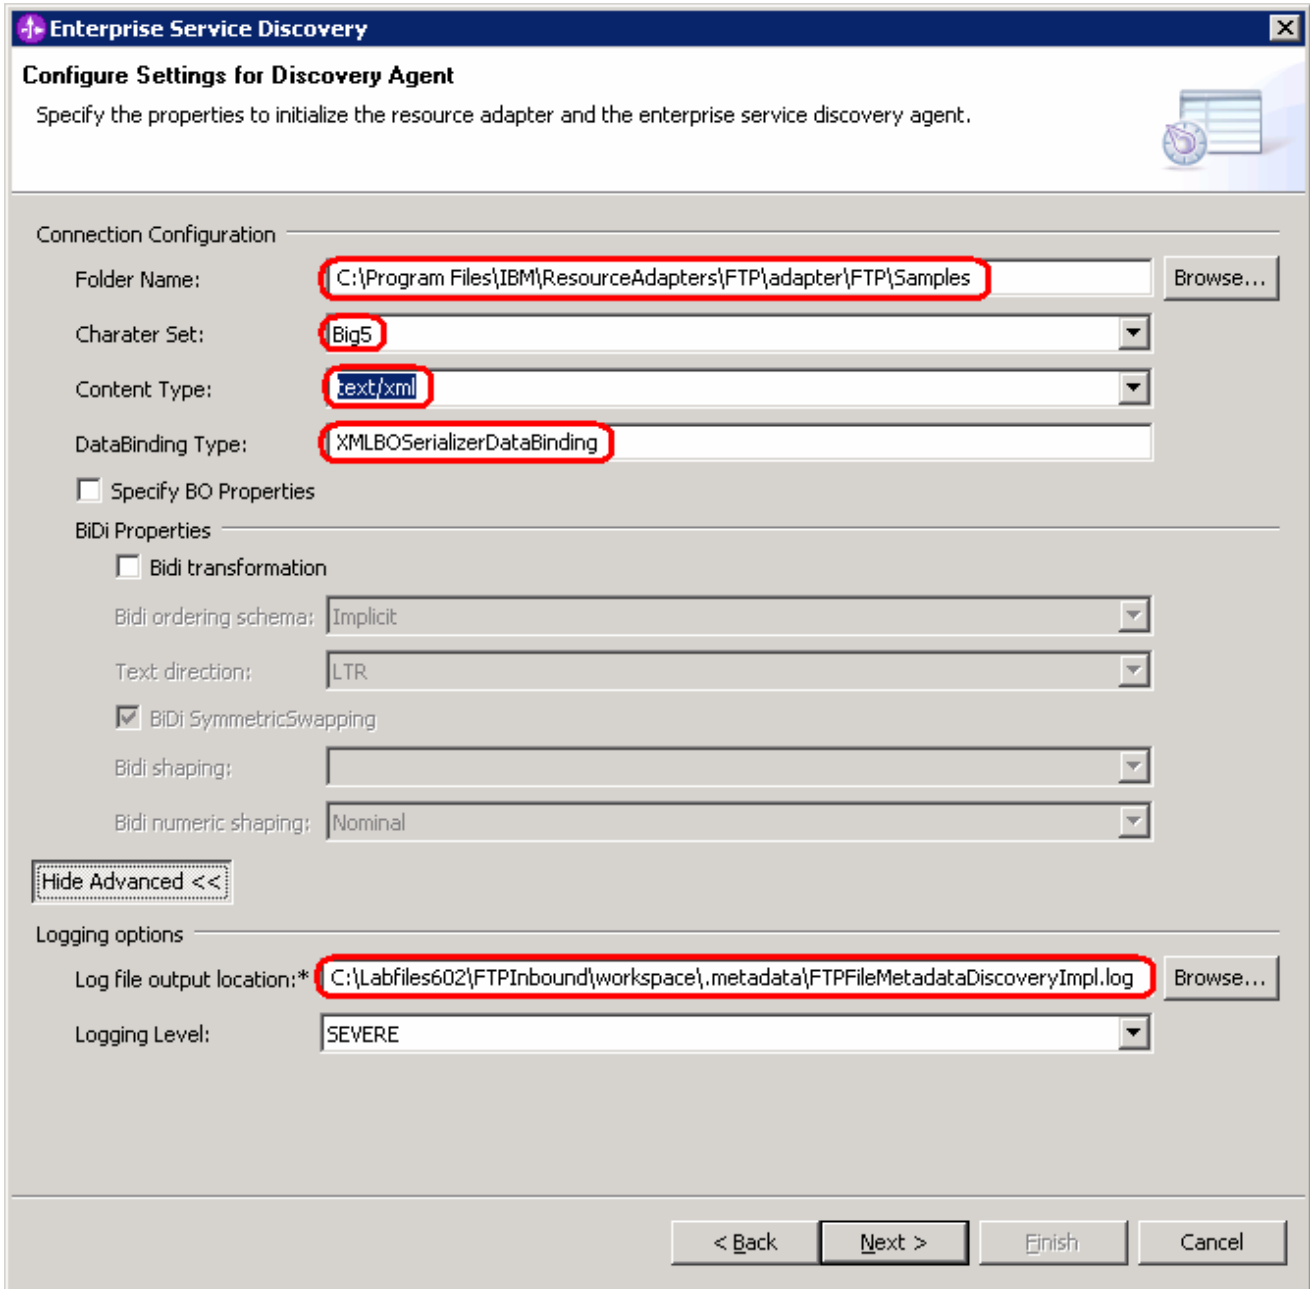 Enterprise Service Discovery
Configure Settings for Discovery Agent
Specify the properties to initialize the resource adapter and the enterprise service discovery agent.
Connection Configuration
Folder Name: C:\Program Files\IBM\ResourceAdapters\FTP\adapter\FTP\Samples Browse...
Charater Set: Big5
Content Type: text/xml
DataBinding Type: XMLBOSerializerDataBinding
Specify BO Properties
BiDi Properties
Bidi transformation
Bidi ordering schema: Implicit
Text direction: LTR
BiDi SymmetricSwapping
Bidi shaping:
Bidi numeric shaping: Nominal
Hide Advanced <<
Logging options
Log file output location:* C:\Labfiles602\FTPInbound\workspace\.metadata\FTPFileMetadataDiscoveryImpl.log Browse...
Logging Level: SEVERE
< Back Next > Finish Cancel